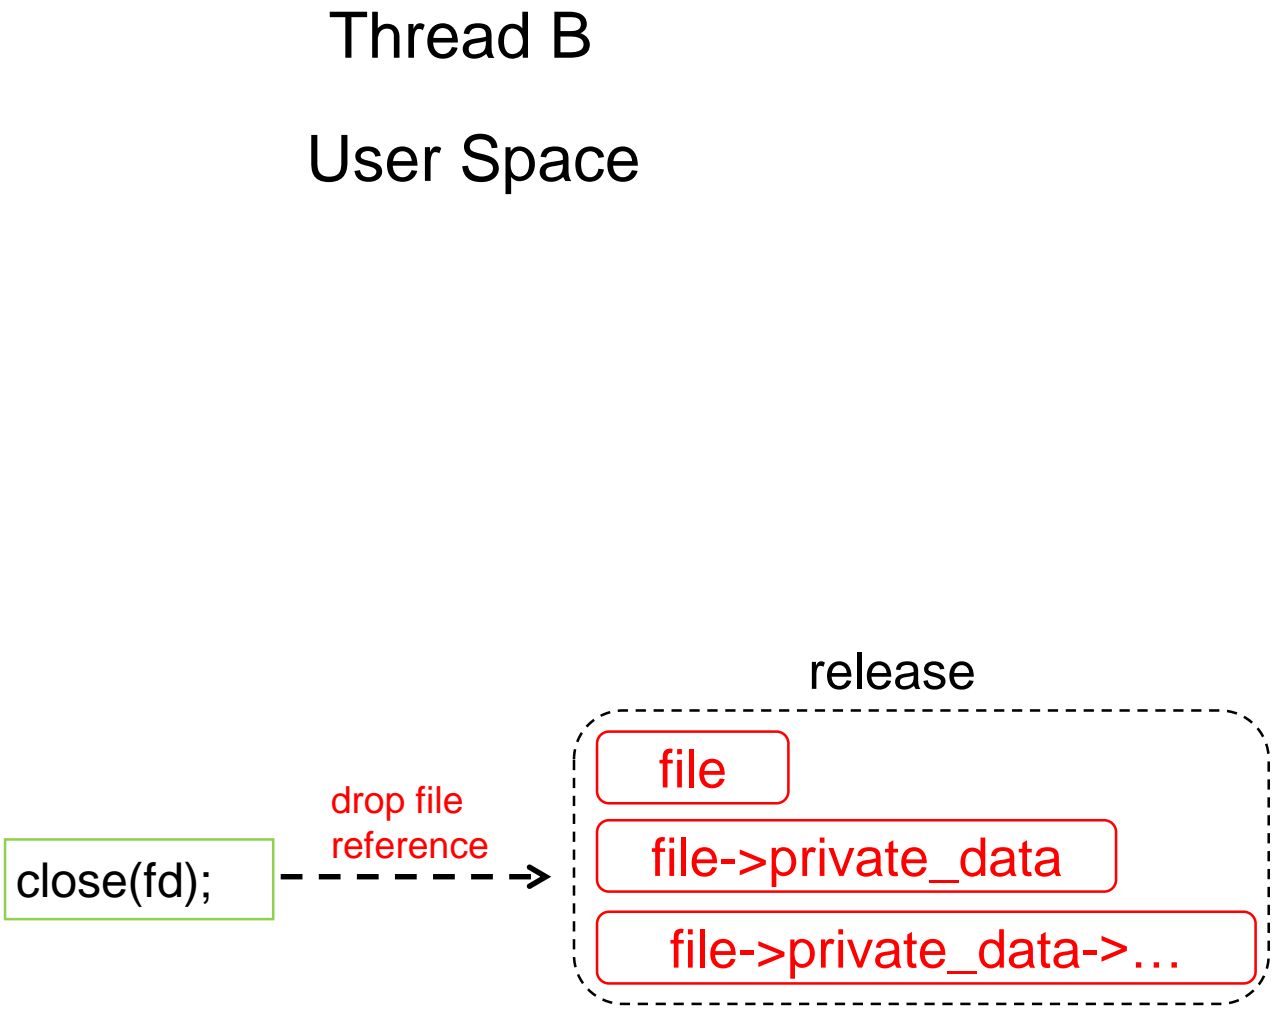 Thread B
User Space
release
file
drop file
reference
file->private_data
close(fd);
file->private_data->…